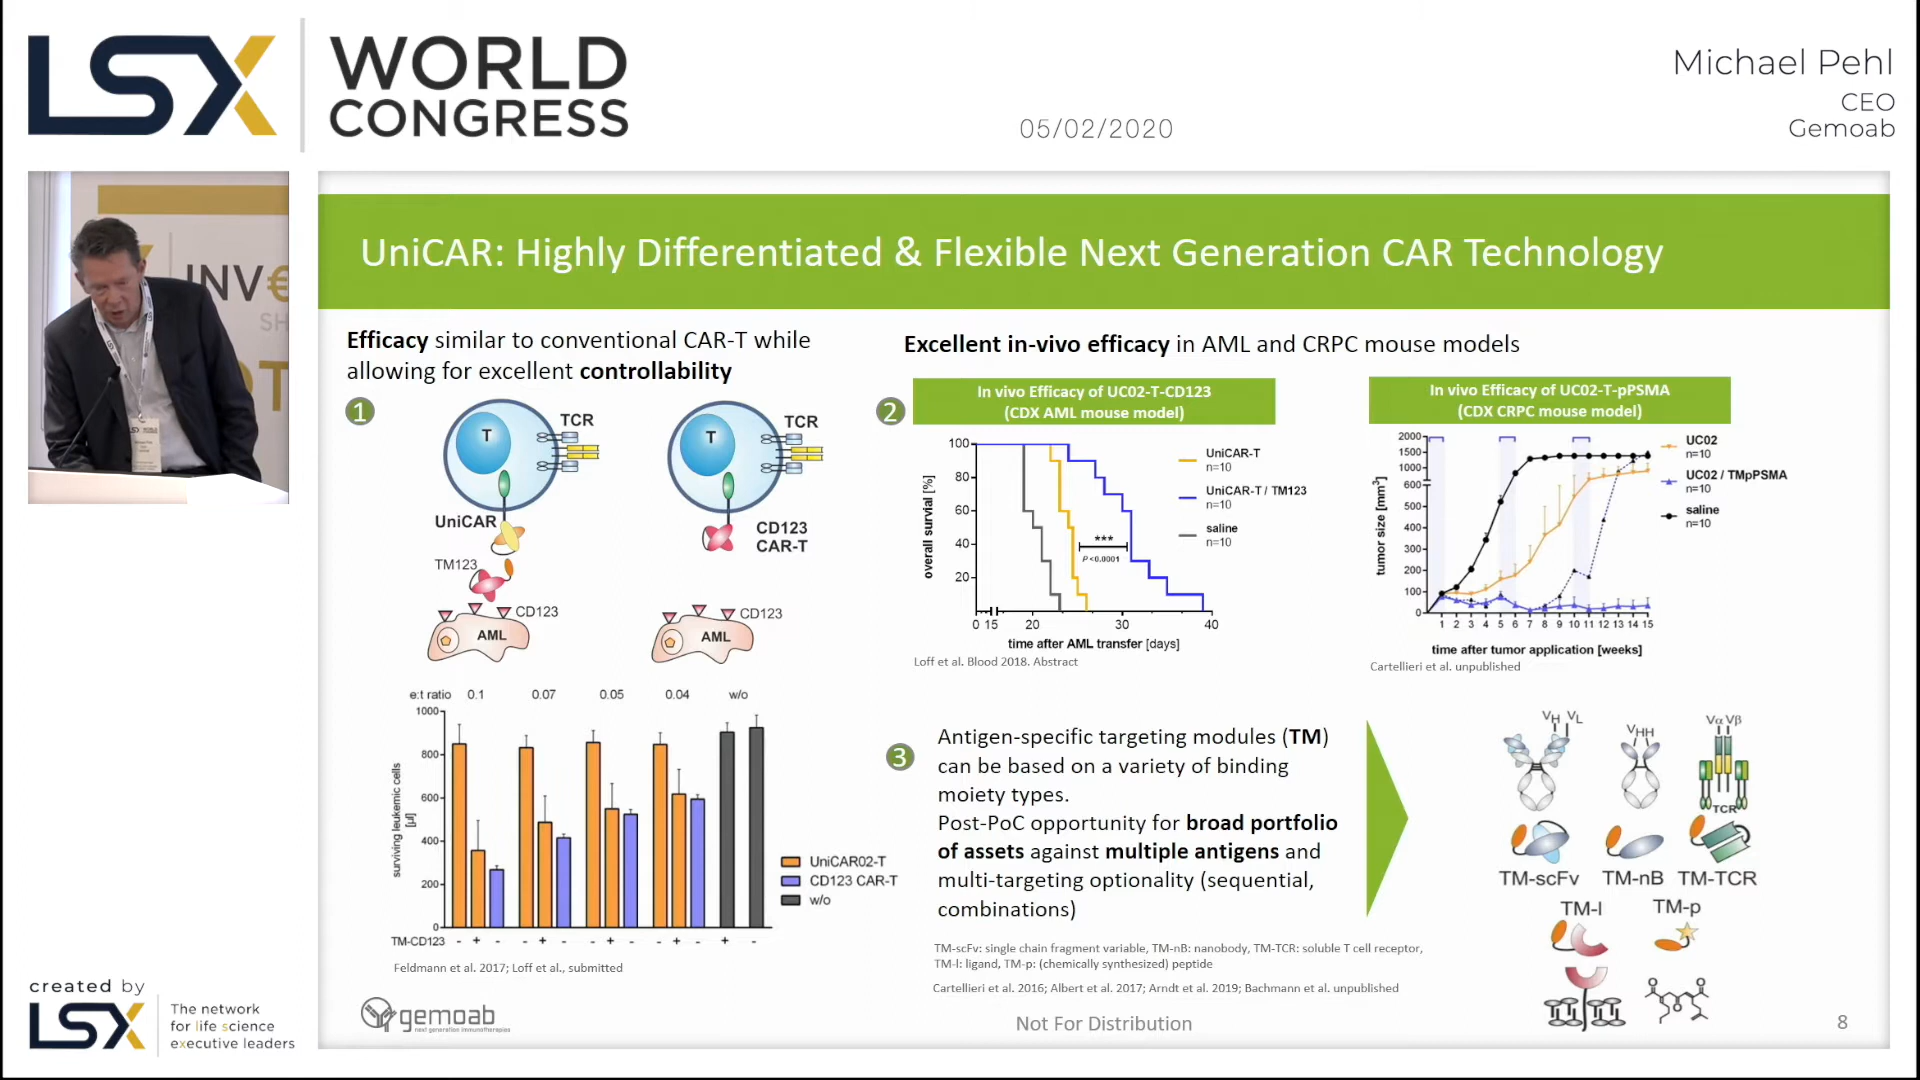 LSX
WORLD
CONGRESS
05/02/2020
Michael Pehl
CEO
Gemoab
INV€
SH
UniCAR: Highly Differentiated & Flexible Next Generation CAR Technology
Efficacy similar to conventional CAR-T while
allowing for excellent controllability
1
T
TCR
UniCAR
TM123
CD123
AML
T
TCR
CD123
CAR-T
CD123
AML
e:t ratio 0.1 0.07 0.05 0.04 w/o
surviving leukemic cells
[µl]
1000
800
600
400
200
0
TM-CD123 - + - + - + - + + -
UniCAR02-T
CD123 CAR-T
w/o
Feldmann et al. 2017; Loff et al., submitted
Excellent in-vivo efficacy in AML and CRPC mouse models
2
In vivo Efficacy of UC02-T-CD123
(CDX AML mouse model)
overall survial [%]
100
80
60
40
20
0 15 20 30 40
time after AML transfer [days]
***
P<0.0001
UniCAR-T
n=10
UniCAR-T / TM123
n=10
saline
n=10
Loff et al. Blood 2018. Abstract
In vivo Efficacy of UC02-T-pPSMA
(CDX CRPC mouse model)
tumor size [mm³]
2000
1500
1000
600
500
400
300
200
100
0
1 2 3 4 5 6 7 8 9 10 11 12 13 14 15
time after tumor application [weeks]
UC02
n=10
UC02 / TMpPSMA
n=10
saline
n=10
Cartellieri et al. unpublished
3
Antigen-specific targeting modules (TM)
can be based on a variety of binding
moiety types.
Post-PoC opportunity for broad portfolio
of assets against multiple antigens and
multi-targeting optionality (sequential,
combinations)
TM-scFv: single chain fragment variable, TM-nB: nanobody, TM-TCR: soluble T cell receptor,
TM-l: ligand, TM-p: (chemically synthesized) peptide
Cartellieri et al. 2016; Albert et al. 2017; Arndt et al. 2019; Bachmann et al. unpublished
VH VL
VHH
Vα Vβ
TCR
TM-scFv TM-nB TM-TCR
TM-l TM-p
gemoab
next generation immunotherapies
Not For Distribution
8
created by
LSX
The network
for life science
executive leaders